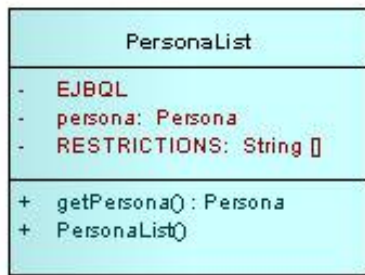 PersonaList
- EJBQL
- persona: Persona
- RESTRICTIONS: String []
+ getPersona() : Persona
+ PersonaList()